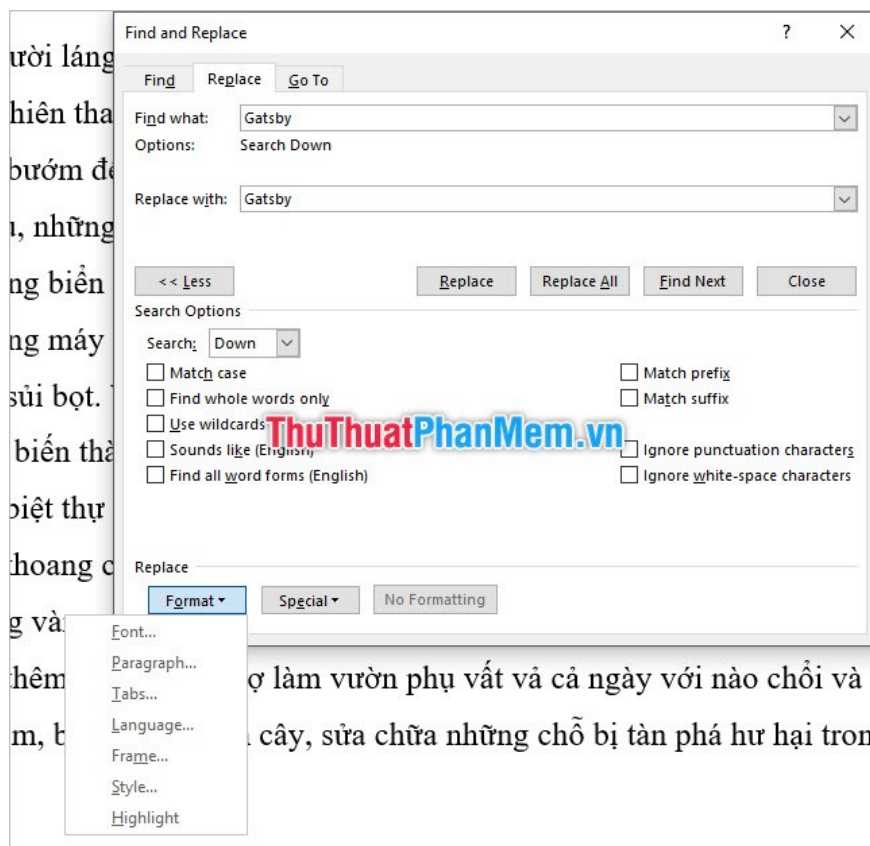 Find and Replace
?
Find
Replace
Go To
Find what:
Gatsby
Options:
Search Down
Replace with:
Gatsby
<< Less
Replace
Replace All
Find Next
Close
Search Options
Search:
Down
Match case
Match prefix
Find whole words only
Match suffix
Use wildcards
ThuThuatPhanMem.vn
Sounds like (English)
Ignore punctuation characters
Find all word forms (English)
Ignore white-space characters
Replace
Format
Special
No Formatting
Font...
Paragraph...
Tabs...
Language...
Frame...
Style...
Highlight
ười láng
hiên tha
bướm đế
, những
ng biển
ng máy
sủi bọt.
biến thà
biệt thự
khoang c
g và
thêm ợ làm vườn phụ vất vả cả ngày với nào chổi và
m, b cây, sửa chữa những chỗ bị tàn phá hư hại tron